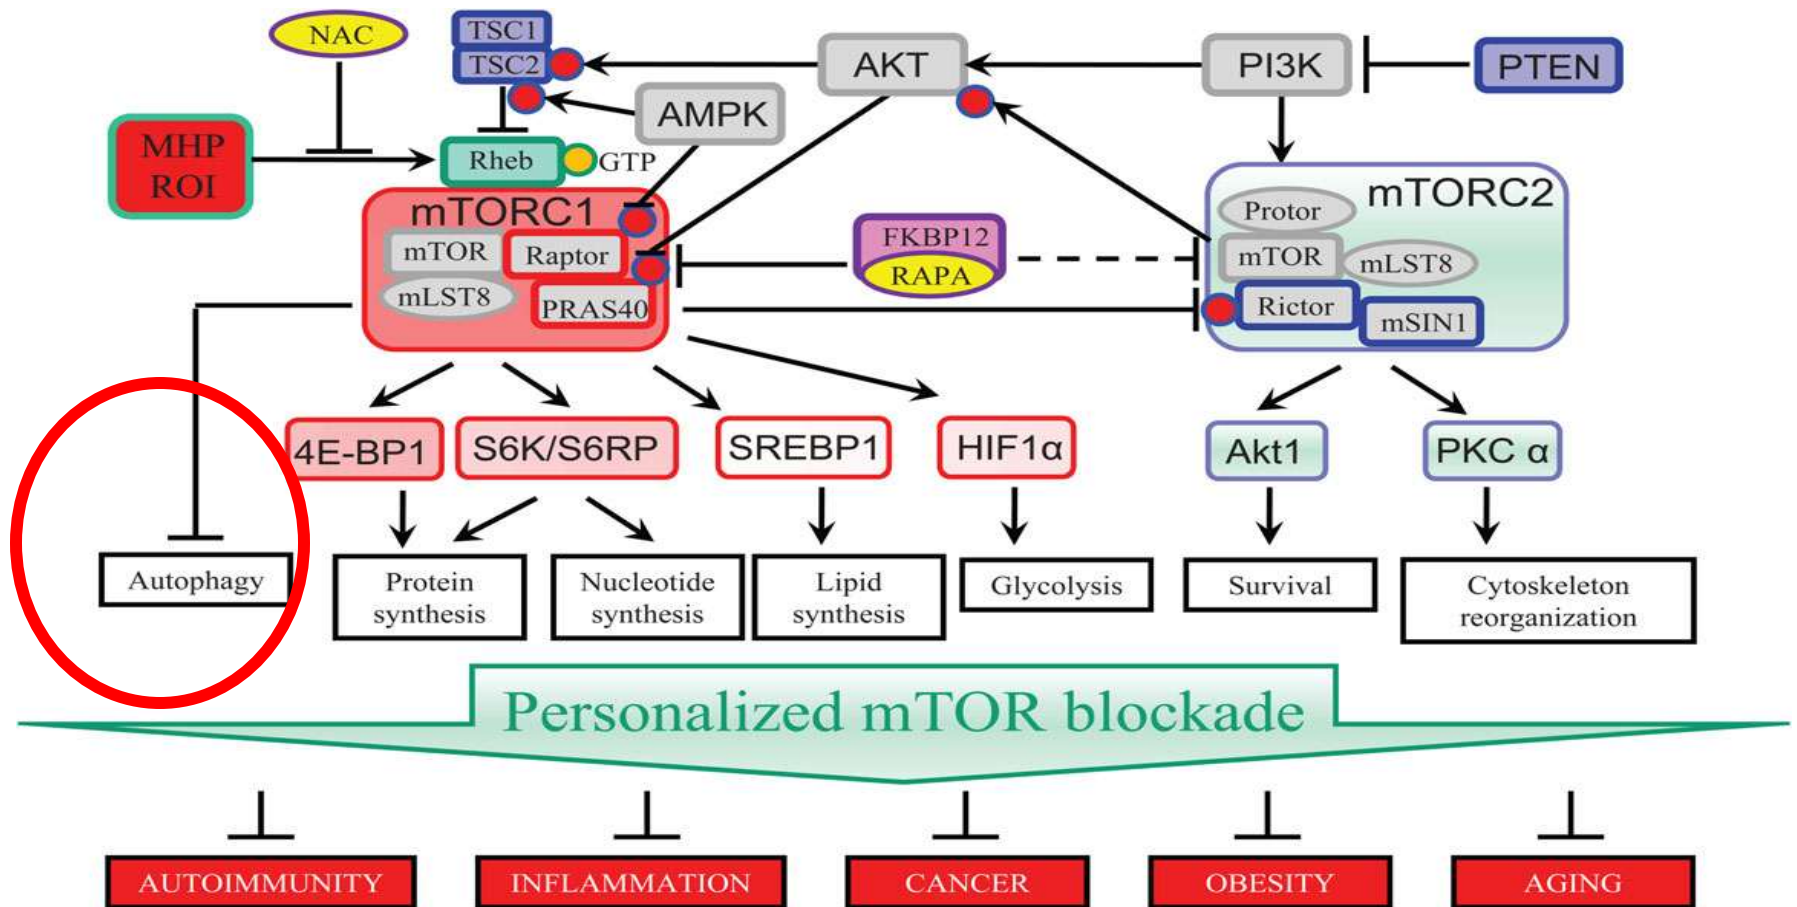 NAC
TSC1
TSC2
AKT
PI3K
PTEN
AMPK
MHP
ROI
Rheb
GTP
mTORC1
mTOR
Raptor
mLST8
PRAS40
FKBP12
RAPA
mTORC2
Protor
mTOR
mLST8
Rictor
mSIN1
4E-BP1
S6K/S6RP
SREBP1
HIF1α
Akt1
PKC α
Autophagy
Protein
synthesis
Nucleotide
synthesis
Lipid
synthesis
Glycolysis
Survival
Cytoskeleton
reorganization
Personalized mTOR blockade
AUTOIMMUNITY
INFLAMMATION
CANCER
OBESITY
AGING